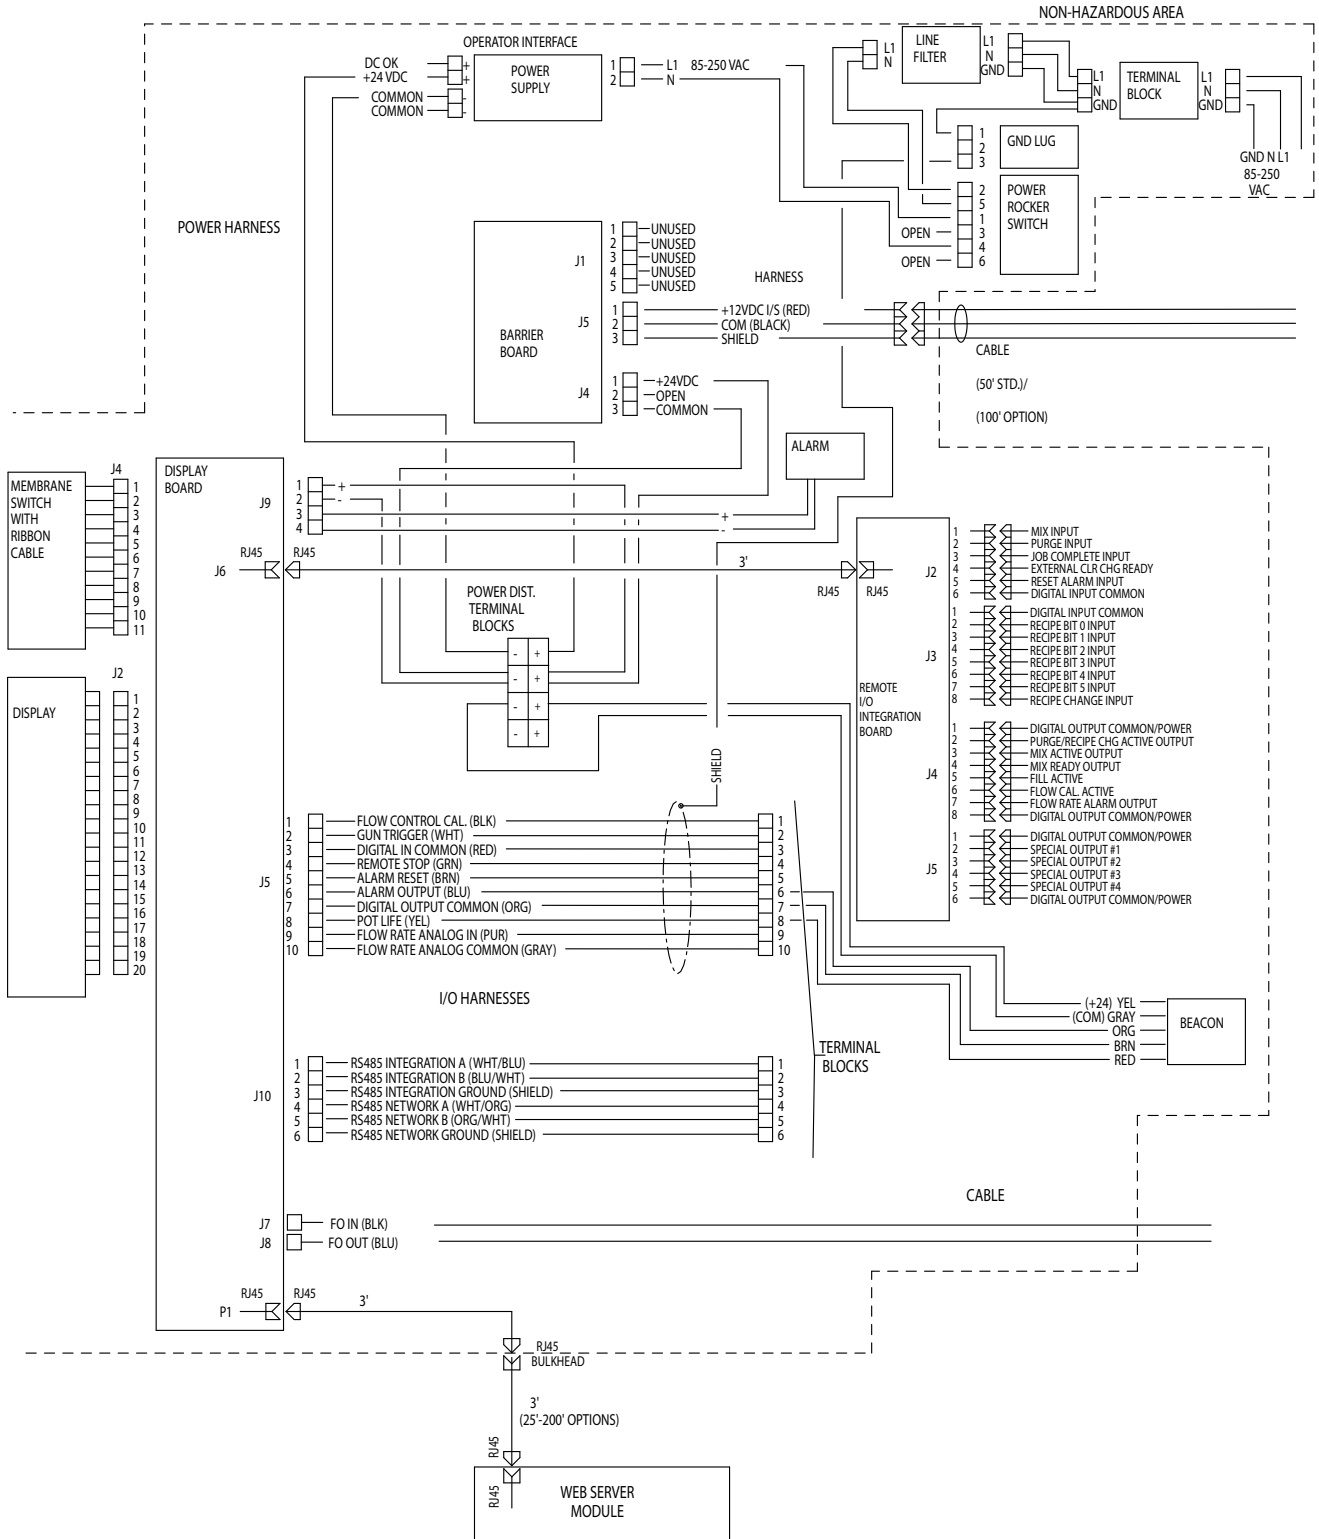 NON-HAZARDOUS AREA
OPERATOR INTERFACE
DC OK
+24 VDC
COMMON
COMMON
+
+
-
-
POWER
SUPPLY
1
2
L1 85-250 VAC
N
L1
N
LINE
FILTER
L1
N
GND
L1
N
GND
TERMINAL
BLOCK
L1
N
GND
GND N L1
85-250
VAC
1
2
3
GND LUG
2
5
1
3
4
6
OPEN
OPEN
POWER
ROCKER
SWITCH
POWER HARNESS
BARRIER
BOARD
J1
1 UNUSED
2 UNUSED
3 UNUSED
4 UNUSED
5 UNUSED
HARNESS
J5
1 +12VDC I/S (RED)
2 COM (BLACK)
3 SHIELD
J4
1 +24VDC
2 OPEN
3 COMMON
CABLE
(50' STD.)/
(100' OPTION)
ALARM
MEMBRANE
SWITCH
WITH
RIBBON
CABLE
J4
1
2
3
4
5
6
7
8
9
10
11
DISPLAY
BOARD
J9
1 +
2 -
3 +
4 -
J6
RJ45
RJ45
3'
RJ45
RJ45
POWER DIST.
TERMINAL
BLOCKS
- +
- +
- +
- +
DISPLAY
J2
1
2
3
4
5
6
7
8
9
10
11
12
13
14
15
16
17
18
19
20
REMOTE
I/O
INTEGRATION
BOARD
J2
1 MIX INPUT
2 PURGE INPUT
3 JOB COMPLETE INPUT
4 EXTERNAL CLR CHG READY
5 RESET ALARM INPUT
6 DIGITAL INPUT COMMON
J3
1 DIGITAL INPUT COMMON
2 RECIPE BIT 0 INPUT
3 RECIPE BIT 1 INPUT
4 RECIPE BIT 2 INPUT
5 RECIPE BIT 3 INPUT
6 RECIPE BIT 4 INPUT
7 RECIPE BIT 5 INPUT
8 RECIPE CHANGE INPUT
J4
1 DIGITAL OUTPUT COMMON/POWER
2 PURGE/RECIPE CHG ACTIVE OUTPUT
3 MIX ACTIVE OUTPUT
4 MIX READY OUTPUT
5 FILL ACTIVE
6 FLOW CAL. ACTIVE
7 FLOW RATE ALARM OUTPUT
8 DIGITAL OUTPUT COMMON/POWER
J5
1 DIGITAL OUTPUT COMMON/POWER
2 SPECIAL OUTPUT #1
3 SPECIAL OUTPUT #2
4 SPECIAL OUTPUT #3
5 SPECIAL OUTPUT #4
6 DIGITAL OUTPUT COMMON/POWER
SHIELD
J5
1 FLOW CONTROL CAL. (BLK) 1
2 GUN TRIGGER (WHT) 2
3 DIGITAL IN COMMON (RED) 3
4 REMOTE STOP (GRN) 4
5 ALARM RESET (BRN) 5
6 ALARM OUTPUT (BLU) 6
7 DIGITAL OUTPUT COMMON (ORG) 7
8 POT LIFE (YEL) 8
9 FLOW RATE ANALOG IN (PUR) 9
10 FLOW RATE ANALOG COMMON (GRAY) 10
I/O HARNESSES
(+24) YEL
(COM) GRAY
ORG
BRN
RED
BEACON
TERMINAL
BLOCKS
J10
1 RS485 INTEGRATION A (WHT/BLU) 1
2 RS485 INTEGRATION B (BLU/WHT) 2
3 RS485 INTEGRATION GROUND (SHIELD) 3
4 RS485 NETWORK A (WHT/ORG) 4
5 RS485 NETWORK B (ORG/WHT) 5
6 RS485 NETWORK GROUND (SHIELD) 6
CABLE
J7 FO IN (BLK)
J8 FO OUT (BLU)
P1
RJ45
RJ45
3'
RJ45
BULKHEAD
3'
(25'-200' OPTIONS)
RJ45
RJ45
WEB SERVER
MODULE